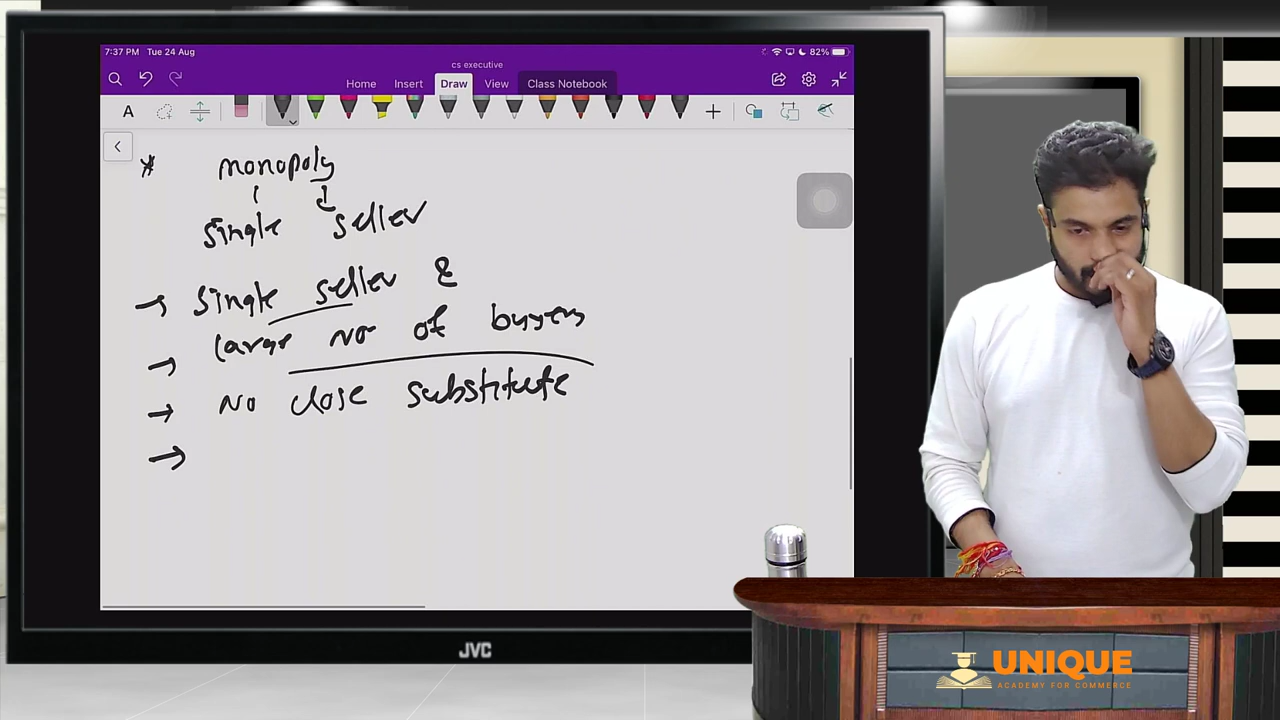 7:37 PM Tue 24 Aug
82%
cs executive
Home Insert Draw View Class Notebook
A
* monopoly
single seller
→ single seller &
→ large no of buyers
→ No close substitute
→
JVC
UNIQUE
ACADEMY FOR COMMERCE